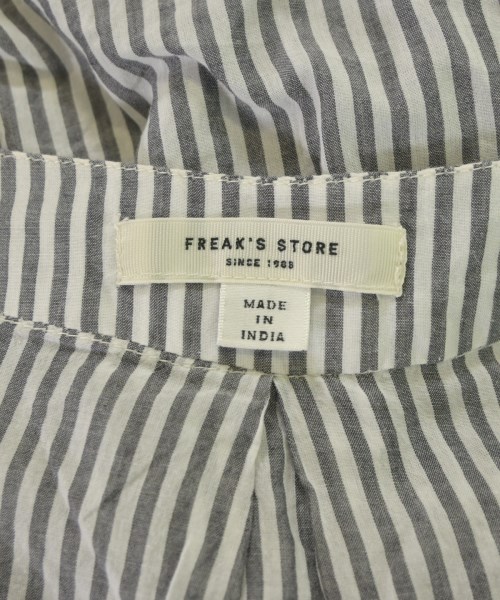 FREAK'S STORE
SINCE 1986
MADE
IN
INDIA